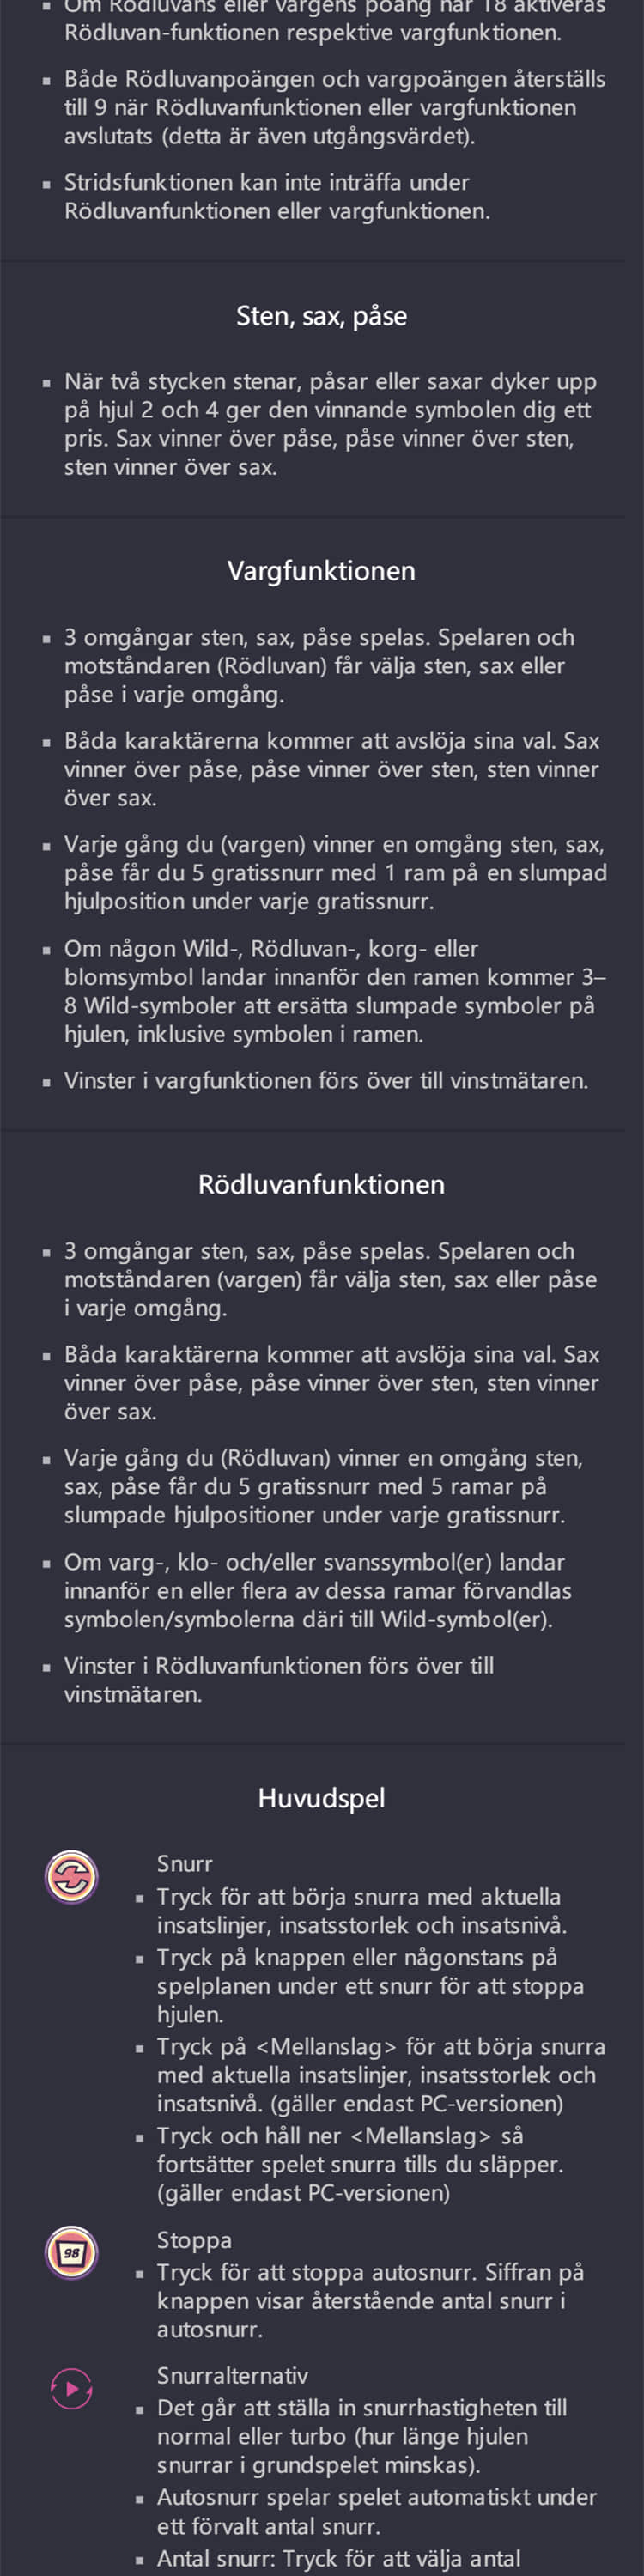 Om Rödluvans eller vargens poäng når 18 aktiveras
Rödluvan-funktionen respektive vargfunktionen.
Både Rödluvanpoängen och vargpoängen återställs
till 9 när Rödluvanfunktionen eller vargfunktionen
avslutats (detta är även utgångsvärdet).
Stridsfunktionen kan inte inträffa under
Rödluvanfunktionen eller vargfunktionen.
Sten, sax, påse
När två stycken stenar, påsar eller saxar dyker upp
på hjul 2 och 4 ger den vinnande symbolen dig ett
pris. Sax vinner över påse, påse vinner över sten,
sten vinner över sax.
Vargfunktionen
3 omgångar sten, sax, påse spelas. Spelaren och
motståndaren (Rödluvan) får välja sten, sax eller
påse i varje omgång.
Båda karaktärerna kommer att avslöja sina val. Sax
vinner över påse, påse vinner över sten, sten vinner
över sax.
Varje gång du (vargen) vinner en omgång sten, sax,
påse får du 5 gratissnurr med 1 ram på en slumpad
hjulposition under varje gratissnurr.
Om någon Wild-, Rödluvan-, korg- eller
blomsymbol landar innanför den ramen kommer 3–
8 Wild-symboler att ersätta slumpade symboler på
hjulen, inklusive symbolen i ramen.
Vinster i vargfunktionen förs över till vinstmätaren.
Rödluvanfunktionen
3 omgångar sten, sax, påse spelas. Spelaren och
motståndaren (vargen) får välja sten, sax eller påse
i varje omgång.
Båda karaktärerna kommer att avslöja sina val. Sax
vinner över påse, påse vinner över sten, sten vinner
över sax.
Varje gång du (Rödluvan) vinner en omgång sten,
sax, påse får du 5 gratissnurr med 5 ramar på
slumpade hjulpositioner under varje gratissnurr.
Om varg-, klo- och/eller svanssymbol(er) landar
innanför en eller flera av dessa ramar förvandlas
symbolen/symbolerna däri till Wild-symbol(er).
Vinster i Rödluvanfunktionen förs över till
vinstmätaren.
Huvudspel
Snurr
Tryck för att börja snurra med aktuella
insatslinjer, insatsstorlek och insatsnivå.
Tryck på knappen eller någonstans på
spelplanen under ett snurr för att stoppa
hjulen.
Tryck på <Mellanslag> för att börja snurra
med aktuella insatslinjer, insatsstorlek och
insatsnivå. (gäller endast PC-versionen)
Tryck och håll ner <Mellanslag> så
fortsätter spelet snurra tills du släpper.
(gäller endast PC-versionen)
98
Stoppa
Tryck för att stoppa autosnurr. Siffran på
knappen visar återstående antal snurr i
autosnurr.
Snurralternativ
Det går att ställa in snurrhastigheten till
normal eller turbo (hur länge hjulen
snurrar i grundspelet minskas).
Autosnurr spelar spelet automatiskt under
ett förvalt antal snurr.
Antal snurr: Tryck för att välja antal